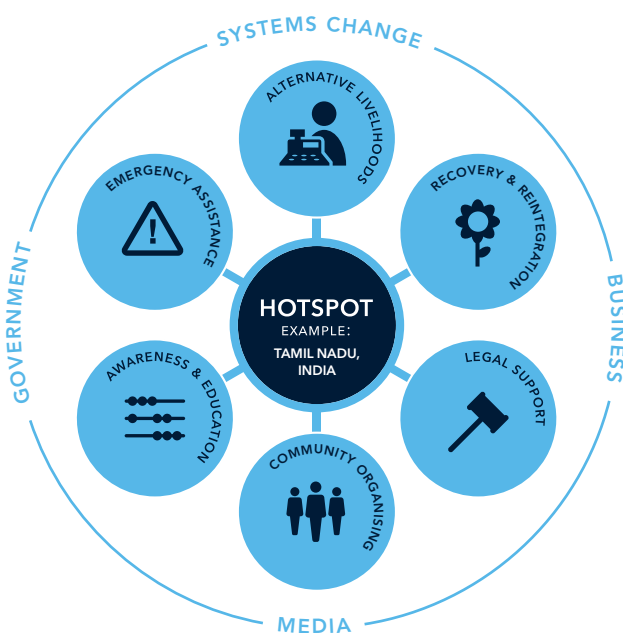 SYSTEMS CHANGE
ALTERNATIVE LIVELIHOODS
EMERGENCY ASSISTANCE
!
RECOVERY & REINTEGRATION
GOVERNMENT
BUSINESS
HOTSPOT
EXAMPLE:
TAMIL NADU,
INDIA
AWARENESS & EDUCATION
LEGAL SUPPORT
COMMUNITY ORGANISING
MEDIA